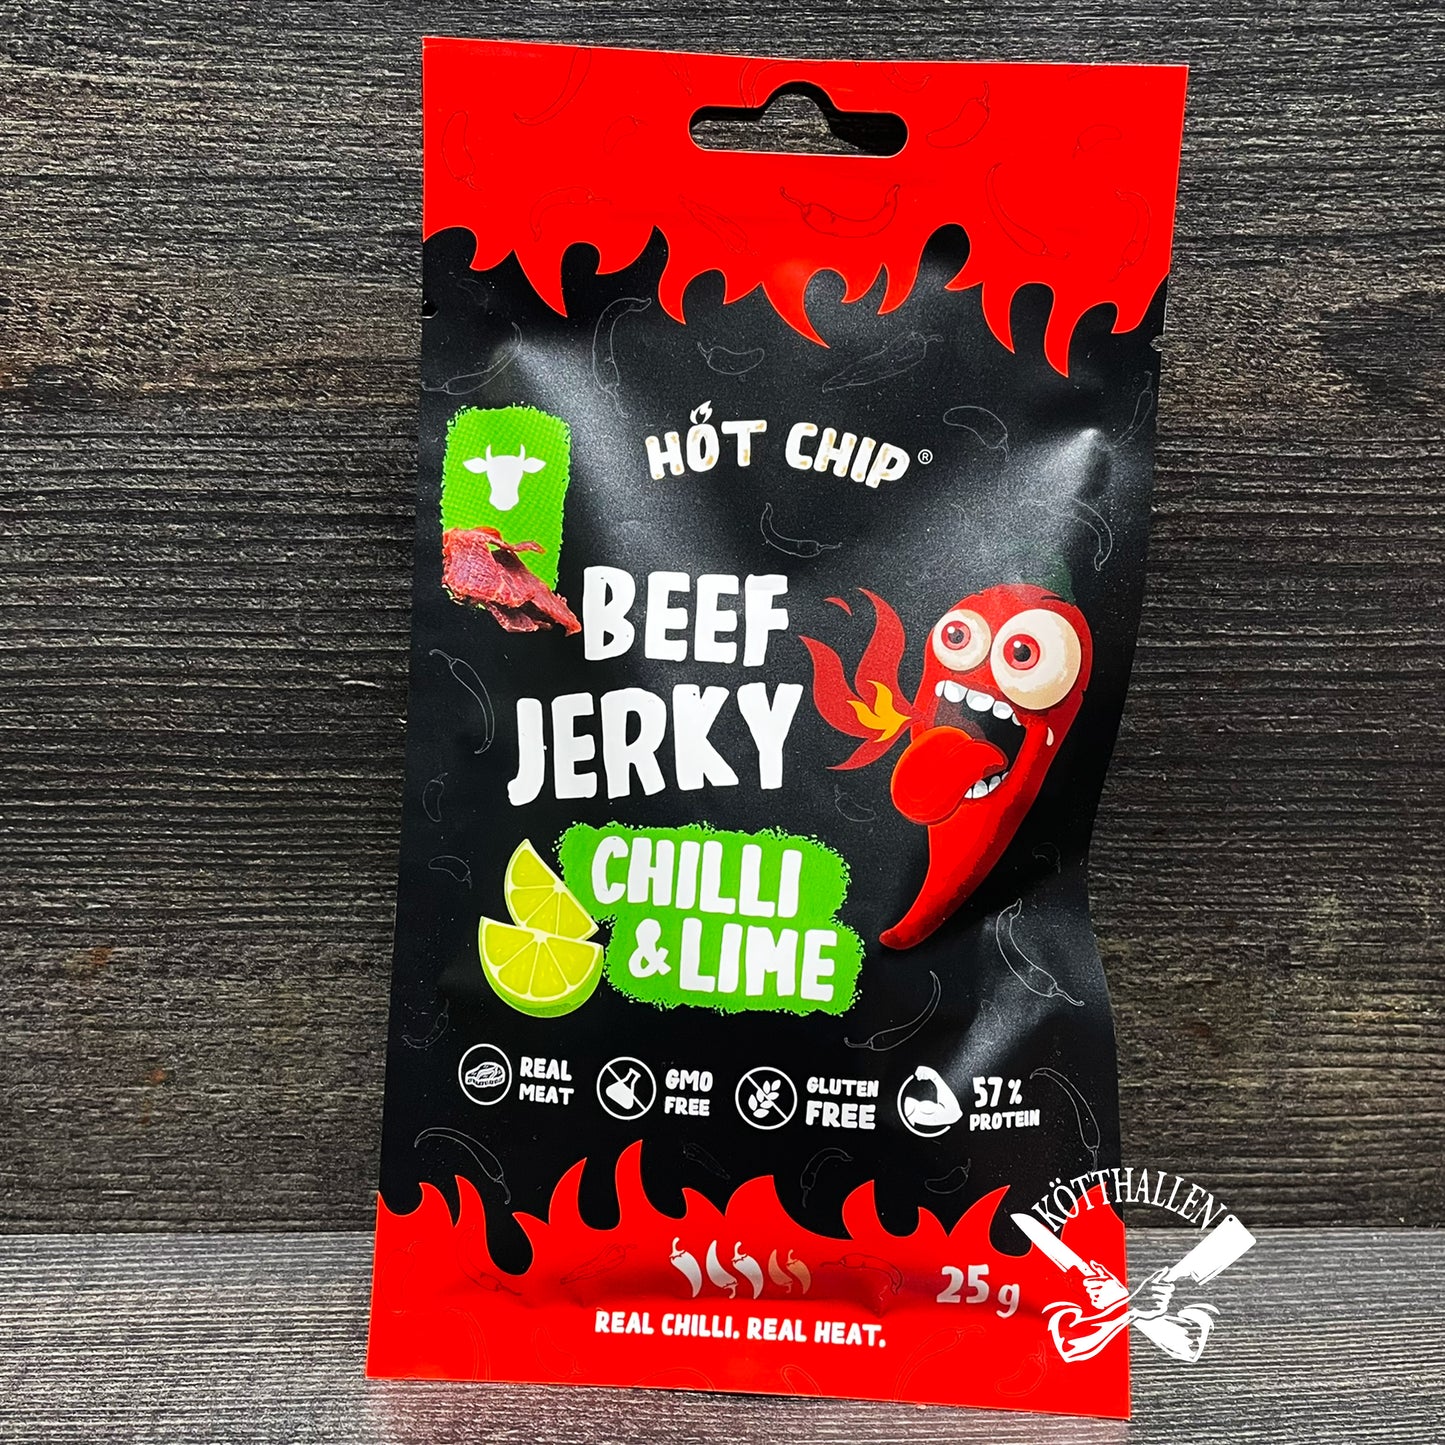 HOT CHIP®
BEEF
JERKY
CHILLI
& LIME
REAL
MEAT
GMO
FREE
GLUTEN
FREE
57%
PROTEIN
25g
REAL CHILLI. REAL HEAT.
KÖTTHALLEN